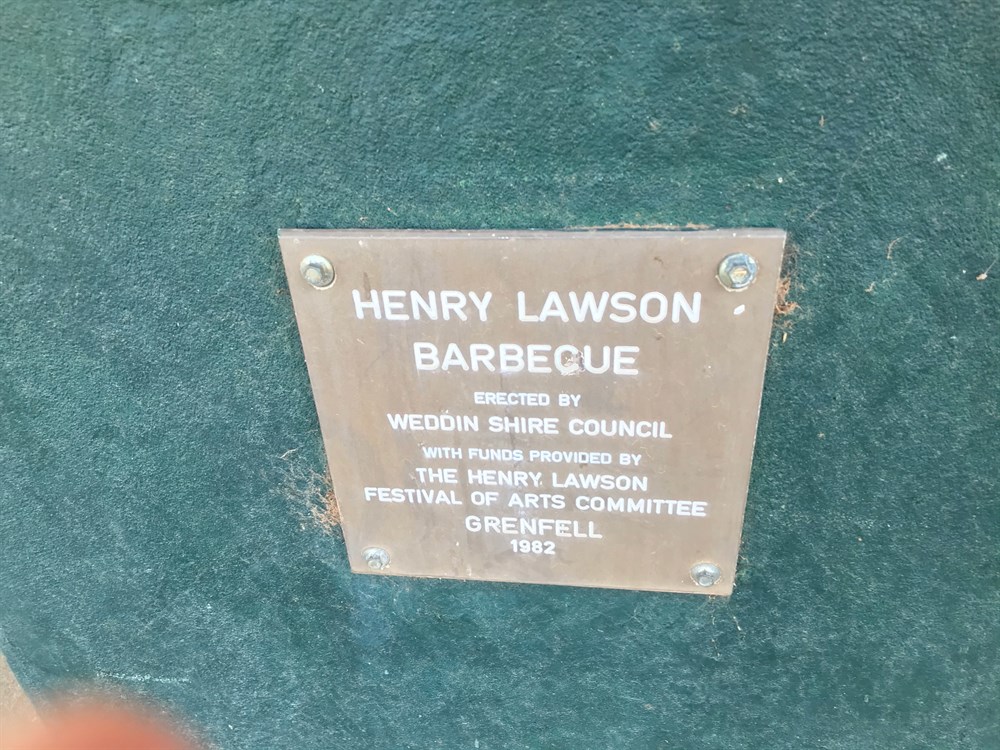 HENRY LAWSON
BARBEQUE
ERECTED BY
WEDDIN SHIRE COUNCIL
WITH FUNDS PROVIDED BY
THE HENRY LAWSON
FESTIVAL OF ARTS COMMITTEE
GRENFELL
1982